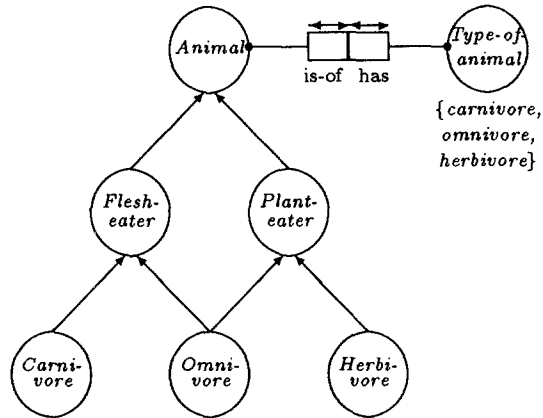 Animal
Type-of-
animal
is-of has
{carnivore,
omnivore,
herbivore}
Flesh-
eater
Plant-
eater
Carni-
vore
Omni-
vore
Herbi-
vore